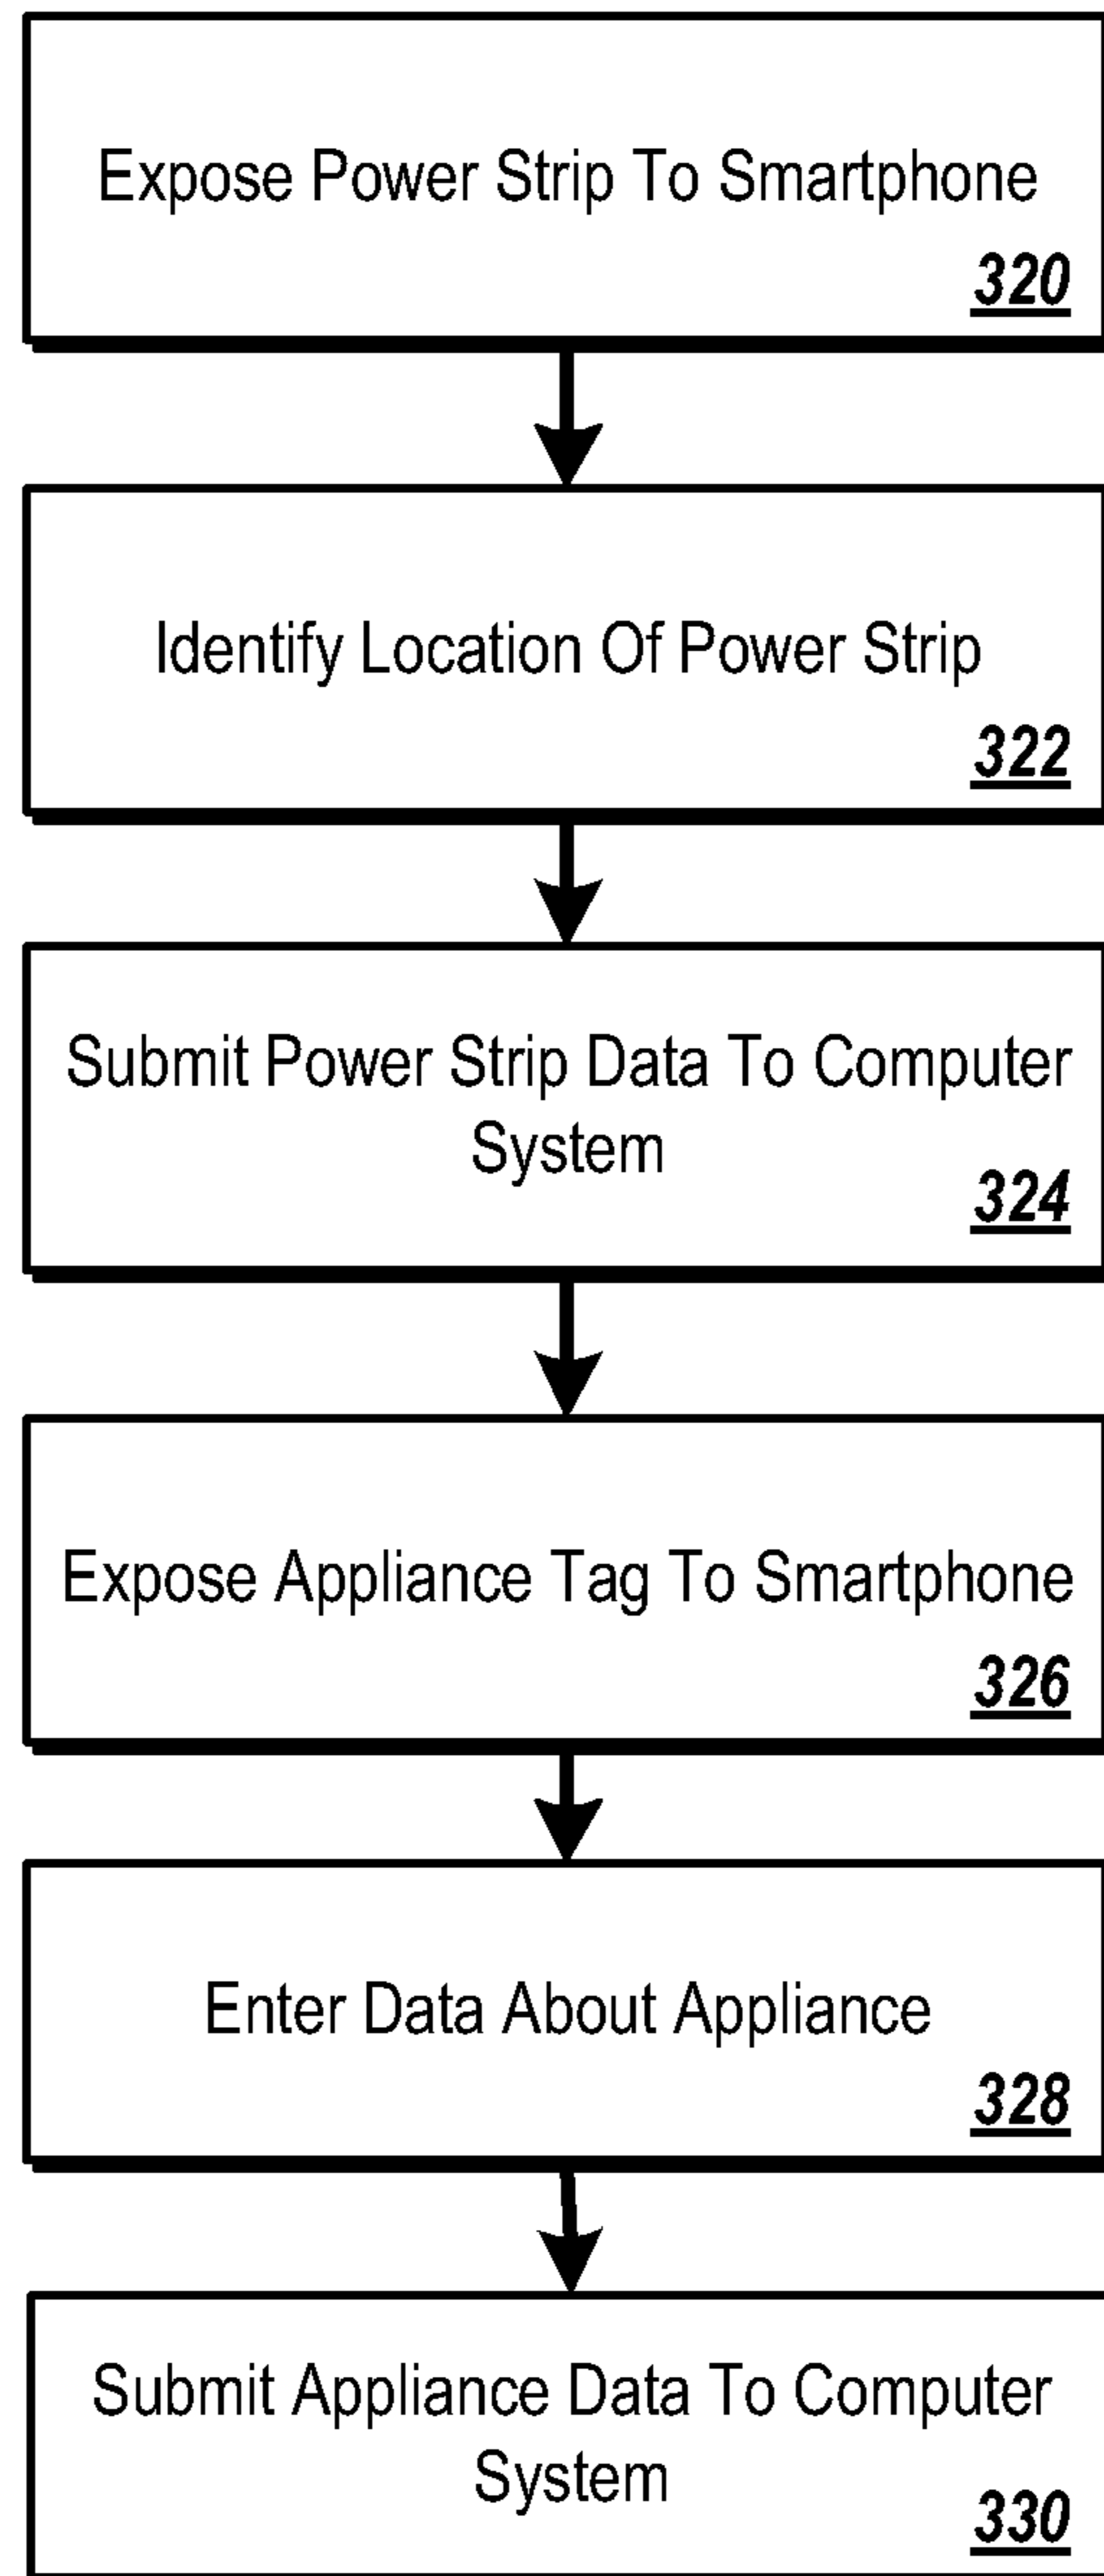 Expose Power Strip To Smartphone
320
Identify Location Of Power Strip
322
Submit Power Strip Data To Computer
System
324
Expose Appliance Tag To Smartphone
326
Enter Data About Appliance
328
Submit Appliance Data To Computer
System
330